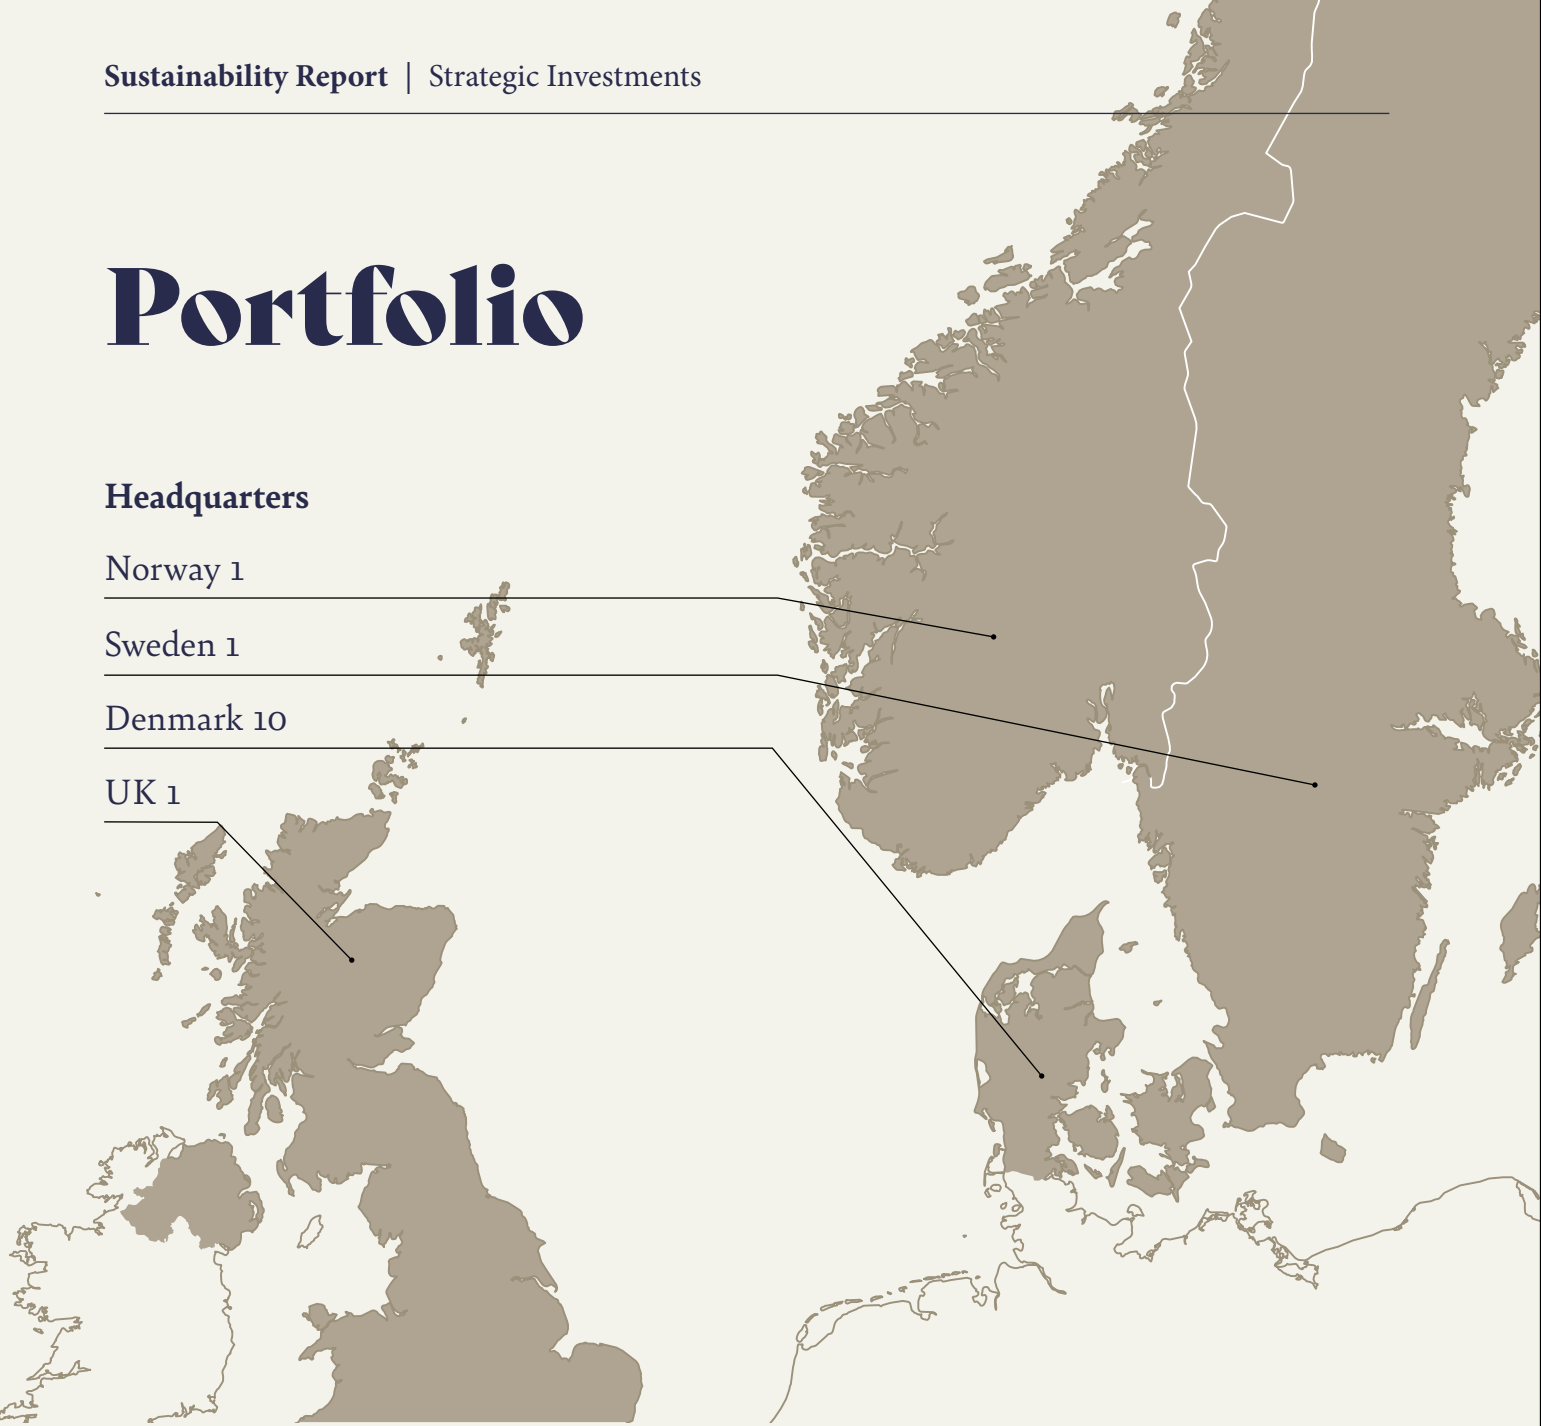 Sustainability Report | Strategic Investments
Portfolio
Headquarters
Norway 1
Sweden 1
Denmark 10
UK 1